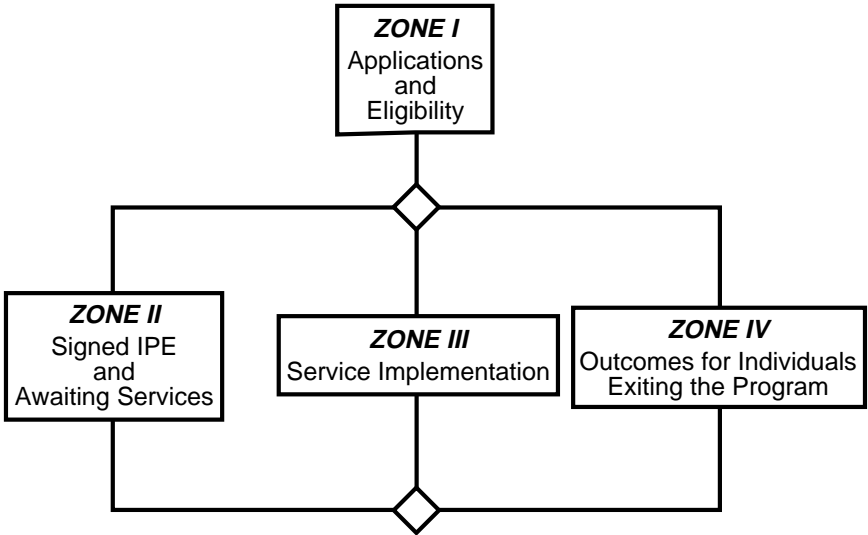 ZONE I
Applications
and
Eligibility
ZONE II
Signed IPE
and
Awaiting Services
ZONE III
Service Implementation
ZONE IV
Outcomes for Individuals
Exiting the Program